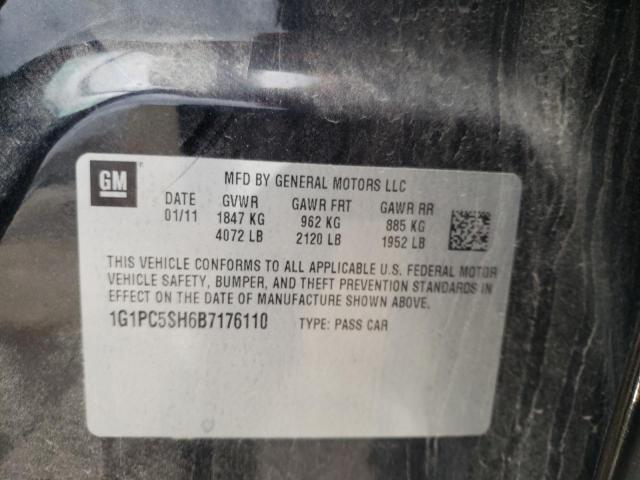 GM
®
MFD BY GENERAL MOTORS LLC
DATE GVWR GAWR FRT GAWR RR
01/11 1847 KG 962 KG 885 KG
4072 LB 2120 LB 1952 LB
THIS VEHICLE CONFORMS TO ALL APPLICABLE U.S. FEDERAL MOTOR
VEHICLE SAFETY, BUMPER, AND THEFT PREVENTION STANDARDS IN
EFFECT ON THE DATE OF MANUFACTURE SHOWN ABOVE.
1G1PC5SH6B7176110 TYPE: PASS CAR